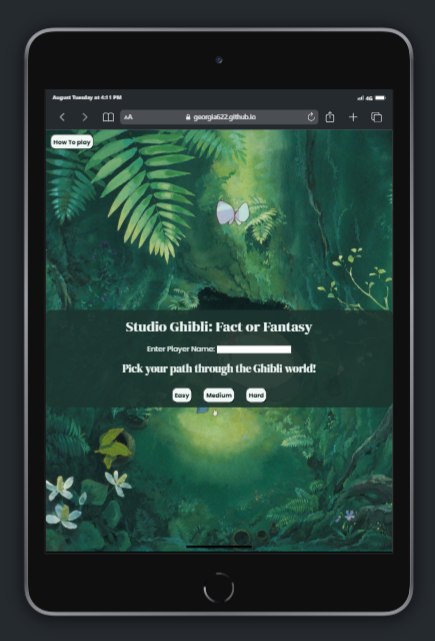 August Tuesday at 4:11 PM
4G
AA
georgia622.github.io
How To play
Studio Ghibli: Fact or Fantasy
Enter Player Name:
Pick your path through the Ghibli world!
Easy Medium Hard